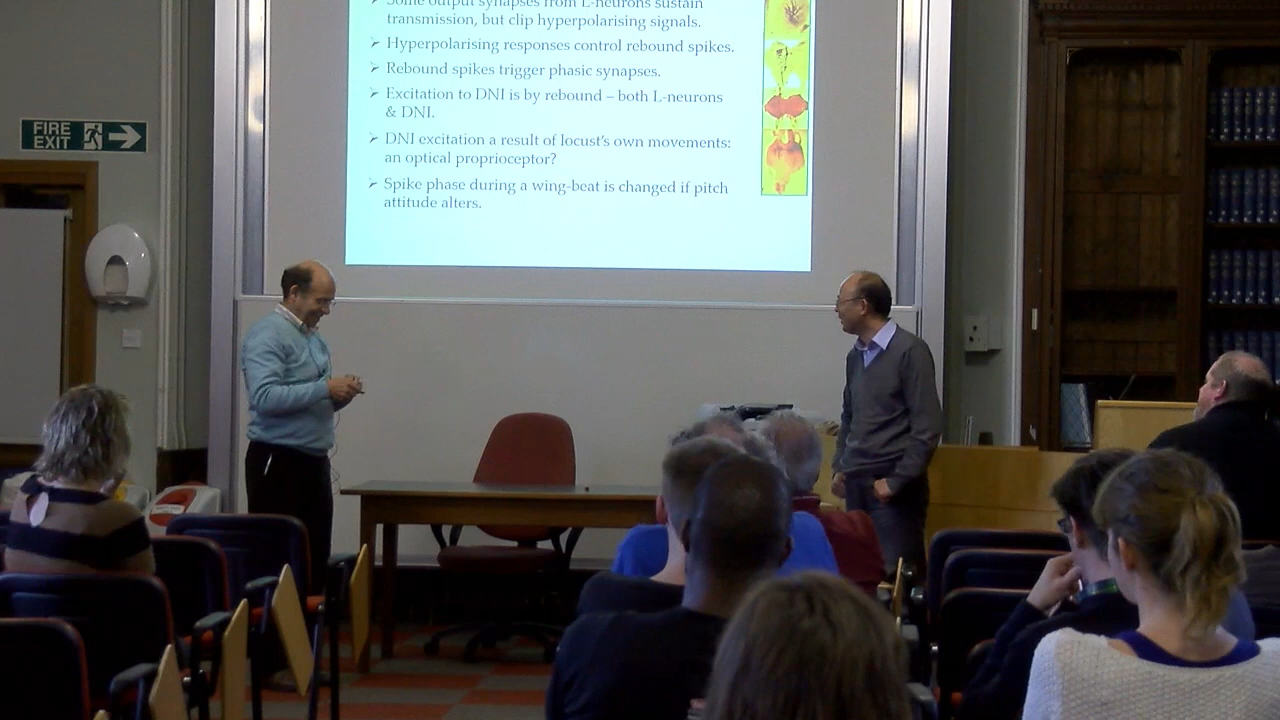 Some output synapses from L-neurons sustain
transmission, but clip hyperpolarising signals.
➢ Hyperpolarising responses control rebound spikes.
➢ Rebound spikes trigger phasic synapses.
➢ Excitation to DNI is by rebound – both L-neurons
& DNI.
➢ DNI excitation a result of locust's own movements:
an optical proprioceptor?
➢ Spike phase during a wing-beat is changed if pitch
attitude alters.
FIRE
EXIT